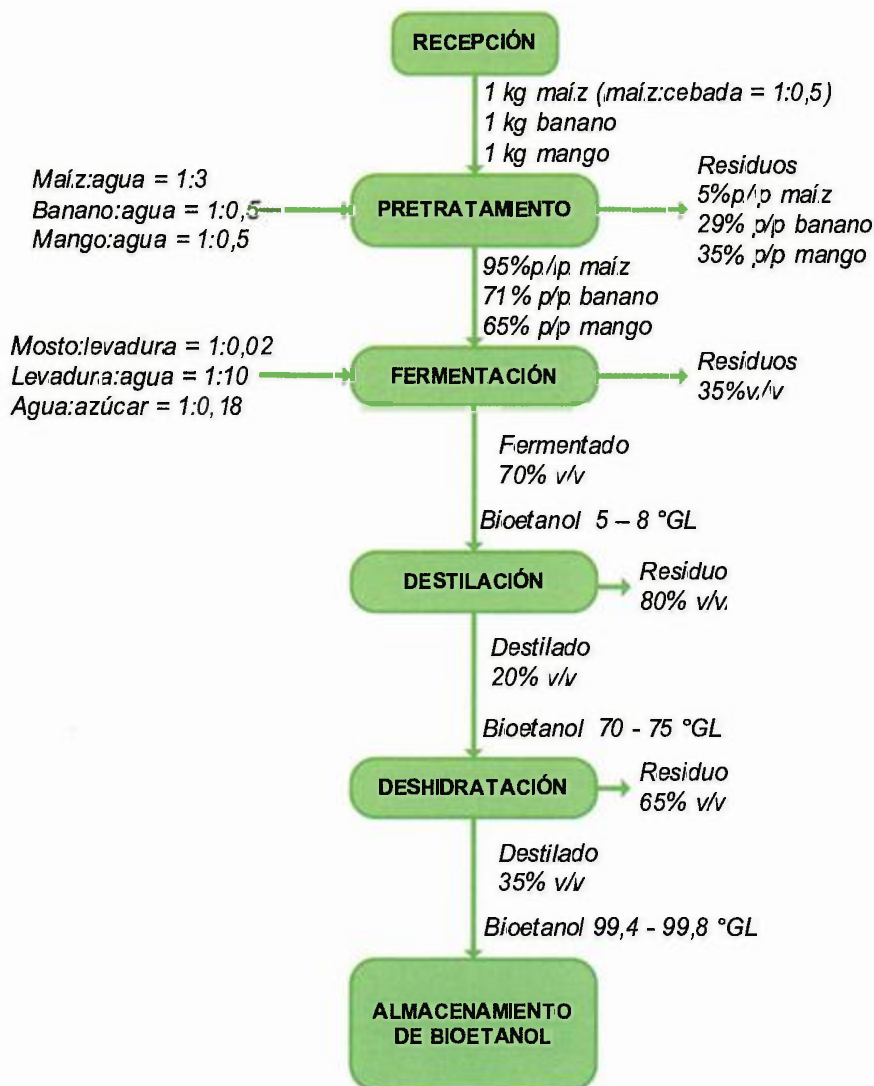 RECEPCIÓN
1 kg maíz (maíz:cebada = 1:0,5)
1 kg banano
1 kg mango
Maíz:agua = 1:3
Banano:agua = 1:0,5
Mango:agua = 1:0,5
PRETRATAMIENTO
Residuos
5%p/p maíz
29% p/p banano
35% p/p mango
95%p/p maíz
71% p/p banano
65% p/p mango
Mosto:levadura = 1:0,02
Levadura:agua = 1:10
Agua:azúcar = 1:0,18
FERMENTACIÓN
Residuos
35%v/v
Fermentado
70% v/v
Bioetanol 5 – 8 °GL
DESTILACIÓN
Residuo
80% v/v
Destilado
20% v/v
Bioetanol 70 - 75 °GL
DESHIDRATACIÓN
Residuo
65% v/v
Destilado
35% v/v
Bioetanol 99,4 - 99,8 °GL
ALMACENAMIENTO
DE BIOETANOL